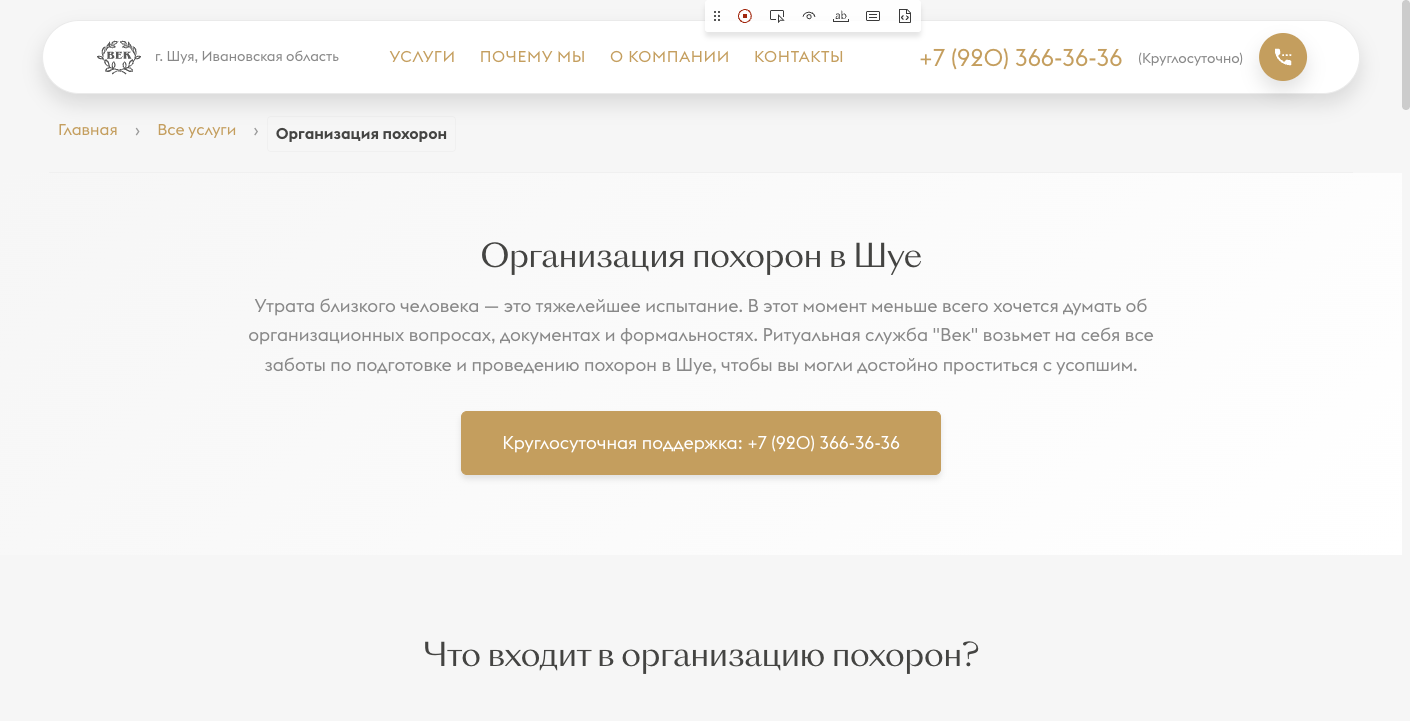 ab
ВЕК
г. Шуя, Ивановская область
УСЛУГИ
ПОЧЕМУ МЫ
О КОМПАНИИ
КОНТАКТЫ
+7 (920) 366-36-36
(Круглосуточно)
Главная › Все услуги › Организация похорон
Организация похорон в Шуе
Утрата близкого человека — это тяжелейшее испытание. В этот момент меньше всего хочется думать об
организационных вопросах, документах и формальностях. Ритуальная служба "Век" возьмет на себя все
заботы по подготовке и проведению похорон в Шуе, чтобы вы могли достойно проститься с усопшим.
Круглосуточная поддержка: +7 (920) 366-36-36
Что входит в организацию похорон?